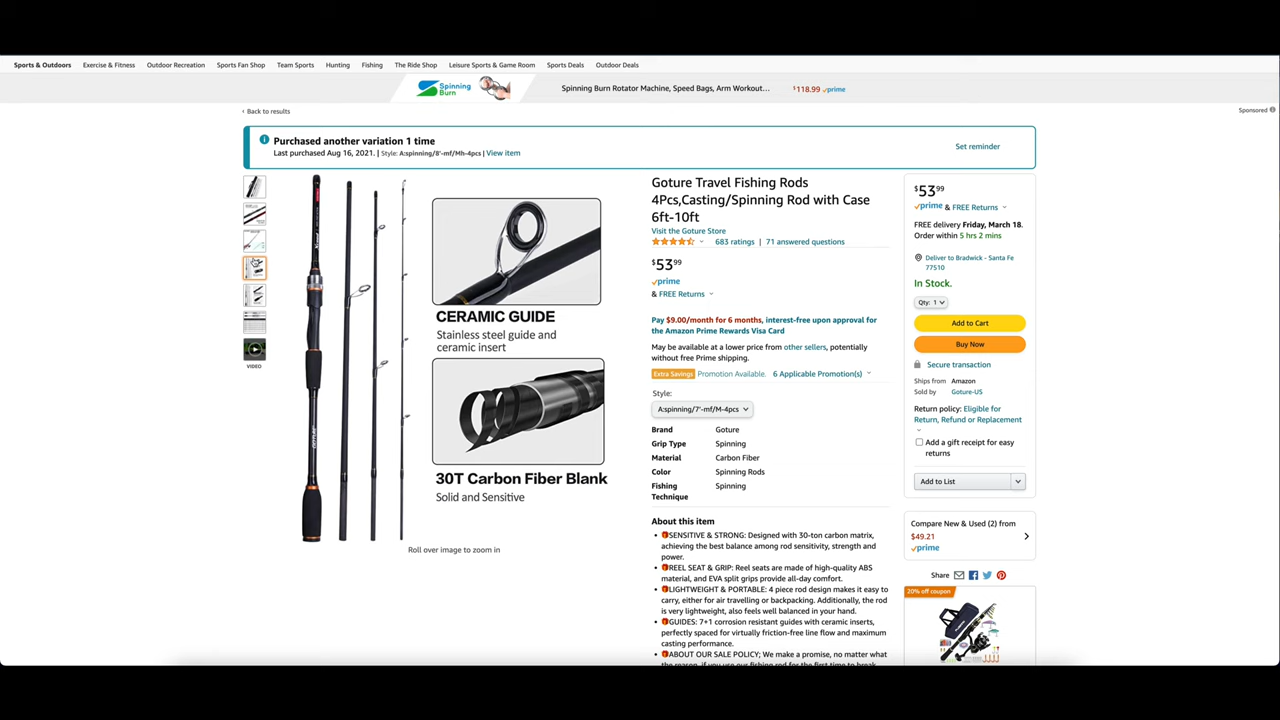 Sports & Outdoors Exercise & Fitness Outdoor Recreation Sports Fan Shop Team Sports Hunting Fishing The Ride Shop Leisure Sports & Game Room Sports Deals Outdoor Deals
Spinning
Burn
Spinning Burn Rotator Machine, Speed Bags, Arm Workout... $118.99 prime
‹ Back to results
Sponsored
Purchased another variation 1 time
Last purchased Aug 16, 2021. | Style: A:spinning/8'-mf/Mh-4pcs | View item
Set reminder
CERAMIC GUIDE
Stainless steel guide and
ceramic insert
30T Carbon Fiber Blank
Solid and Sensitive
Roll over image to zoom in
VIDEO
Goture Travel Fishing Rods
4Pcs,Casting/Spinning Rod with Case
6ft-10ft
Visit the Goture Store
683 ratings | 71 answered questions
$53 99
prime
& FREE Returns
Pay $9.00/month for 6 months, interest-free upon approval for
the Amazon Prime Rewards Visa Card
May be available at a lower price from other sellers, potentially
without free Prime shipping.
Extra Savings Promotion Available. 6 Applicable Promotion(s)
Style:
A:spinning/7'-mf/M-4pcs
Brand Goture
Grip Type Spinning
Material Carbon Fiber
Color Spinning Rods
Fishing Spinning
Technique
About this item
SENSITIVE & STRONG: Designed with 30-ton carbon matrix,
achieving the best balance among rod sensitivity, strength and
power.
REEL SEAT & GRIP: Reel seats are made of high-quality ABS
material, and EVA split grips provide all-day comfort.
LIGHTWEIGHT & PORTABLE: 4 piece rod design makes it easy to
carry, either for air travelling or backpacking. Additionally, the rod
is very lightweight, also feels well balanced in your hand.
GUIDES: 7+1 corrosion resistant guides with ceramic inserts,
perfectly spaced for virtually friction-free line flow and maximum
casting performance.
ABOUT OUR SALE POLICY; We make a promise, no matter what
the reason, if you use our fishing rod for the first time to break
$53 99
prime & FREE Returns
FREE delivery Friday, March 18.
Order within 5 hrs 2 mins
Deliver to Bradwick - Santa Fe
77510
In Stock.
Qty: 1
Add to Cart
Buy Now
Secure transaction
Ships from Amazon
Sold by Goture-US
Return policy: Eligible for
Return, Refund or Replacement
Add a gift receipt for easy
returns
Add to List
Compare New & Used (2) from
$49.21
prime
Share
20% off coupon